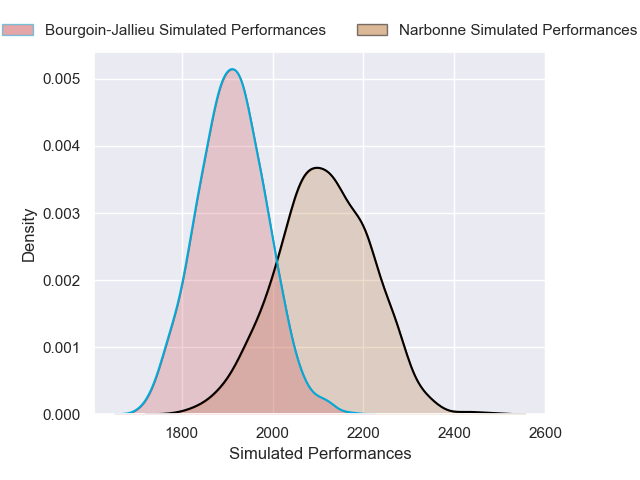 Bourgoin-Jallieu Simulated Performances
Narbonne Simulated Performances
0.005
0.004
0.003
0.002
0.001
0.000
Density
1800
2000
2200
2400
2600
Simulated Performances